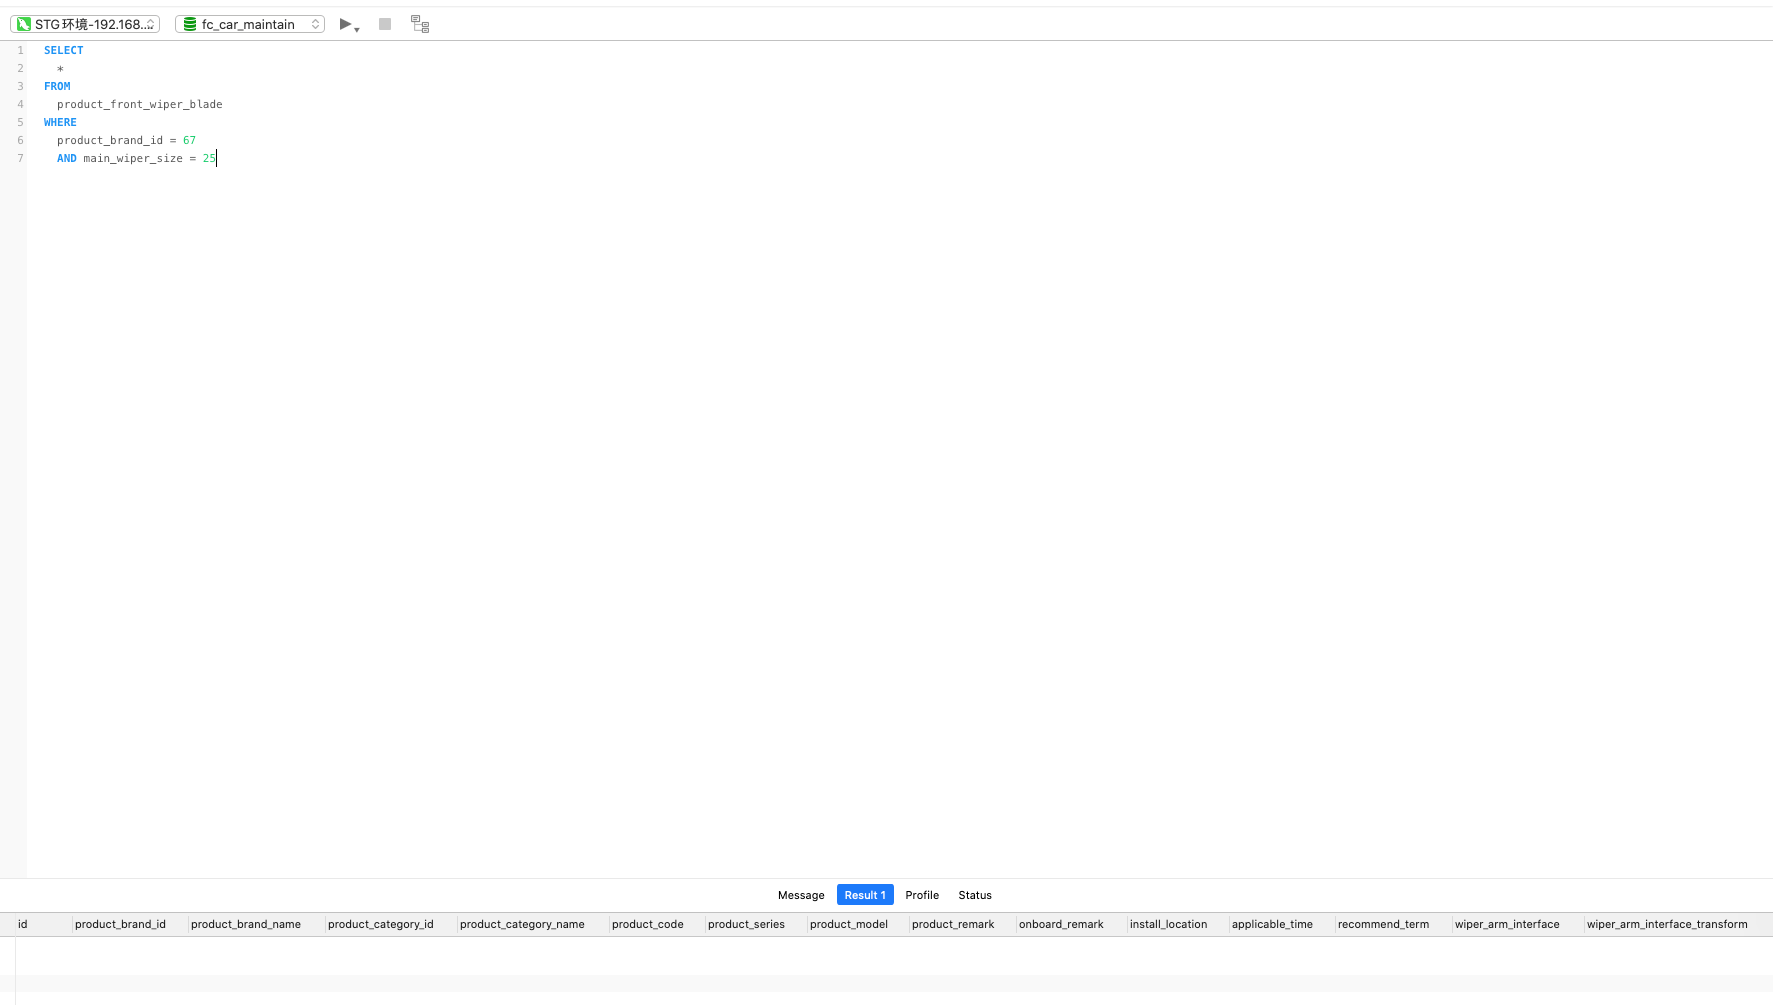 STG环境-192.168... fc_car_maintain
1 SELECT
2 *
3 FROM
4 product_front_wiper_blade
5 WHERE
6 product_brand_id = 67
7 AND main_wiper_size = 25
Message Result 1 Profile Status
id product_brand_id product_brand_name product_category_id product_category_name product_code product_series product_model product_remark onboard_remark install_location applicable_time recommend_term wiper_arm_interface wiper_arm_interface_transform